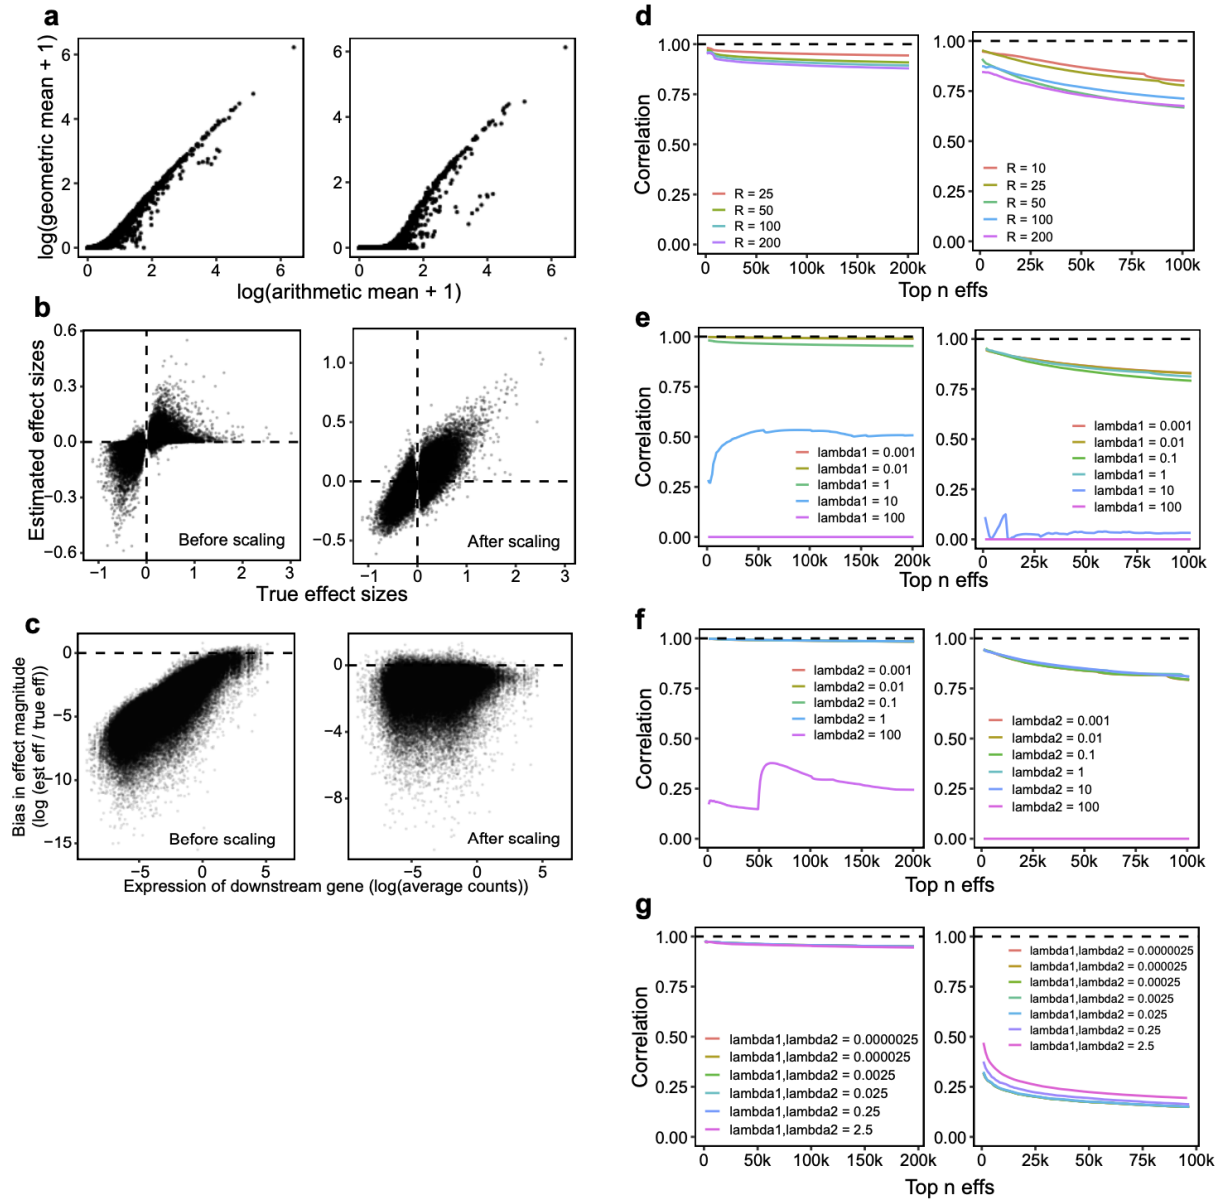 a
log(geometric mean + 1)
6
4
2
0
0
2
4
6
6
4
2
0
0
2
4
6
log(arithmetic mean + 1)
b
Estimated effect sizes
0.6
0.3
0.0
−0.3
−0.6
Before scaling
−1
0
1
2
3
1.0
0.5
0.0
−0.5
After scaling
−1
0
1
2
3
True effect sizes
c
Bias in effect magnitude
(log (est eff / true eff))
0
−5
−10
−15
Before scaling
−5
0
5
0
−4
−8
After scaling
−5
0
5
Expression of downstream gene (log(average counts))
d
Correlation
1.00
0.75
0.50
0.25
0.00
R = 25
R = 50
R = 100
R = 200
0
50k
100k
150k
200k
1.00
0.75
0.50
0.25
0.00
R = 10
R = 25
R = 50
R = 100
R = 200
0
25k
50k
75k
100k
Top n effs
e
Correlation
1.00
0.75
0.50
0.25
0.00
lambda1 = 0.001
lambda1 = 0.01
lambda1 = 1
lambda1 = 10
lambda1 = 100
0
50k
100k
150k
200k
1.00
0.75
0.50
0.25
0.00
lambda1 = 0.001
lambda1 = 0.01
lambda1 = 0.1
lambda1 = 1
lambda1 = 10
lambda1 = 100
0
25k
50k
75k
100k
Top n effs
f
Correlation
1.00
0.75
0.50
0.25
0.00
lambda2 = 0.001
lambda2 = 0.01
lambda2 = 0.1
lambda2 = 1
lambda2 = 100
0
50k
100k
150k
200k
1.00
0.75
0.50
0.25
0.00
lambda2 = 0.001
lambda2 = 0.01
lambda2 = 0.1
lambda2 = 1
lambda2 = 10
lambda2 = 100
0
25k
50k
75k
100k
Top n effs
g
Correlation
1.00
0.75
0.50
0.25
0.00
lambda1,lambda2 = 0.0000025
lambda1,lambda2 = 0.000025
lambda1,lambda2 = 0.0025
lambda1,lambda2 = 0.025
lambda1,lambda2 = 0.25
lambda1,lambda2 = 2.5
0
50k
100k
150k
200k
1.00
0.75
0.50
0.25
0.00
lambda1,lambda2 = 0.0000025
lambda1,lambda2 = 0.000025
lambda1,lambda2 = 0.00025
lambda1,lambda2 = 0.0025
lambda1,lambda2 = 0.025
lambda1,lambda2 = 0.25
lambda1,lambda2 = 2.5
0
25k
50k
75k
100k
Top n effs